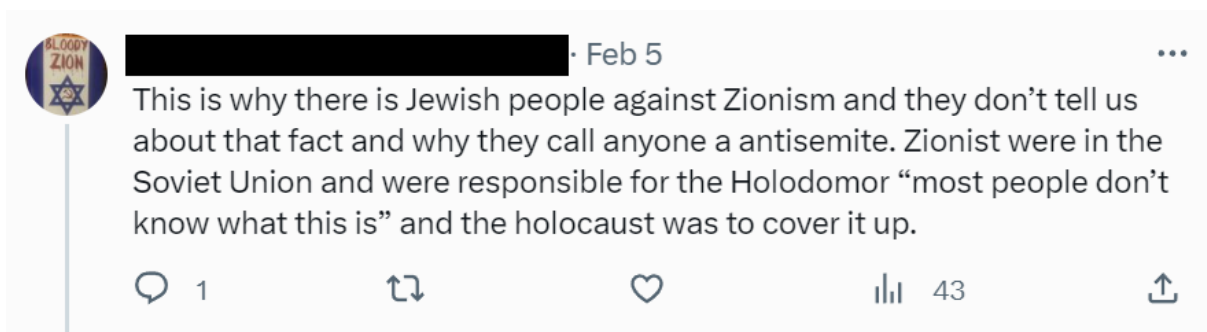 BLOODY
ZION
· Feb 5
This is why there is Jewish people against Zionism and they don’t tell us
about that fact and why they call anyone a antisemite. Zionist were in the
Soviet Union and were responsible for the Holodomor “most people don’t
know what this is” and the holocaust was to cover it up.
1
43